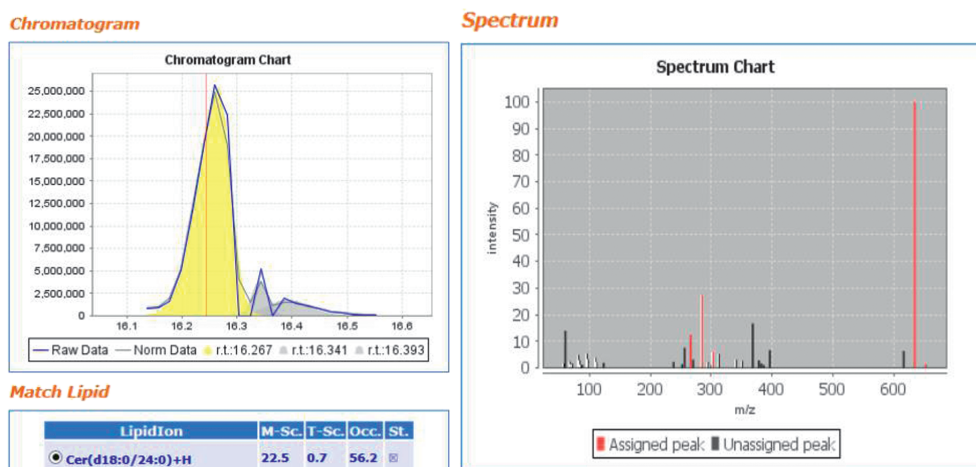 Chromatogram
Chromatogram Chart
25,000,000
22,500,000
20,000,000
17,500,000
15,000,000
12,500,000
10,000,000
7,500,000
5,000,000
2,500,000
0
16.1 16.2 16.3 16.4 16.5 16.6
Raw Data Norm Data r.t.:16.267 r.t.:16.341 r.t.:16.393
Match Lipid
LipidIon M-Sc. T-Sc. Occ. St.
Cer(d18:0/24:0)+H 22.5 0.7 56.2
Spectrum
Spectrum Chart
intensity
100
90
80
70
60
50
40
30
20
10
0
100 200 300 400 500 600
m/z
Assigned peak Unassigned peak